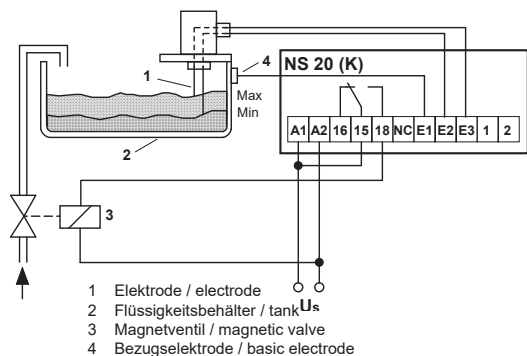 4
NS 20 (K)
1
Max
Min
A1 A2 16 15 18 NC E1 E2 E3 1 2
2
3
Us
1 Elektrode / electrode
2 Flüssigkeitsbehälter / tank
3 Magnetventil / magnetic valve
4 Bezugselektrode / basic electrode